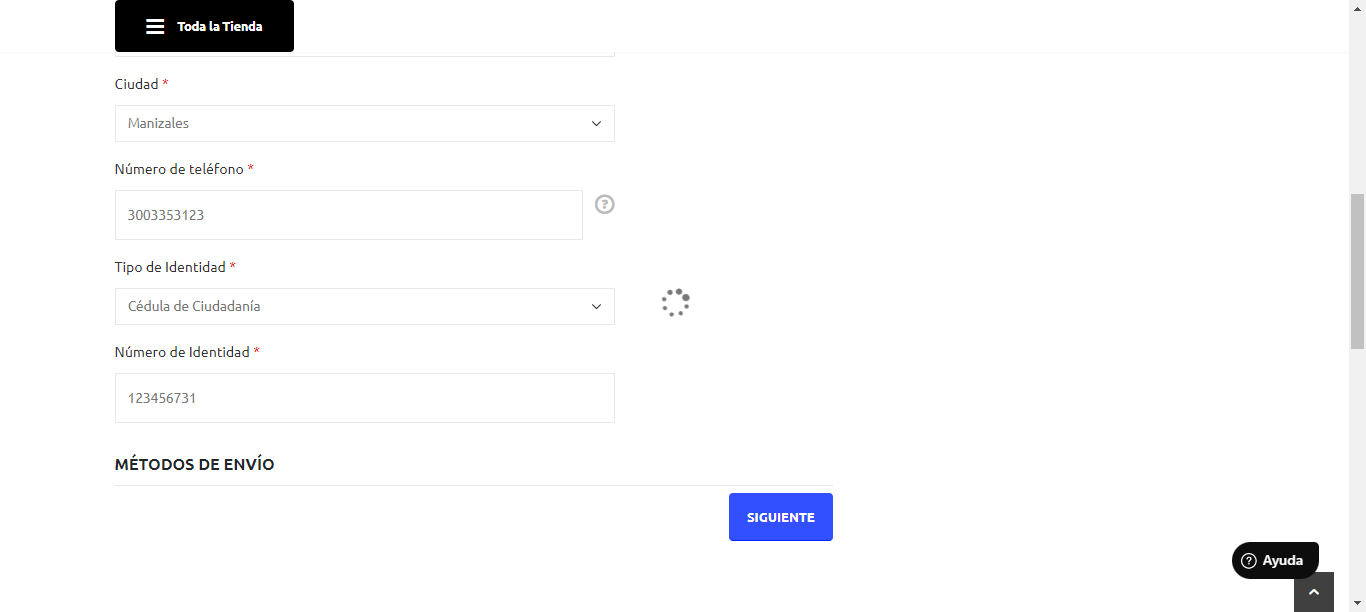 Toda la Tienda
Ciudad *
Manizales
Número de teléfono *
3003353123
Tipo de Identidad *
Cédula de Ciudadanía
Número de Identidad *
123456731
MÉTODOS DE ENVÍO
SIGUIENTE
Ayuda